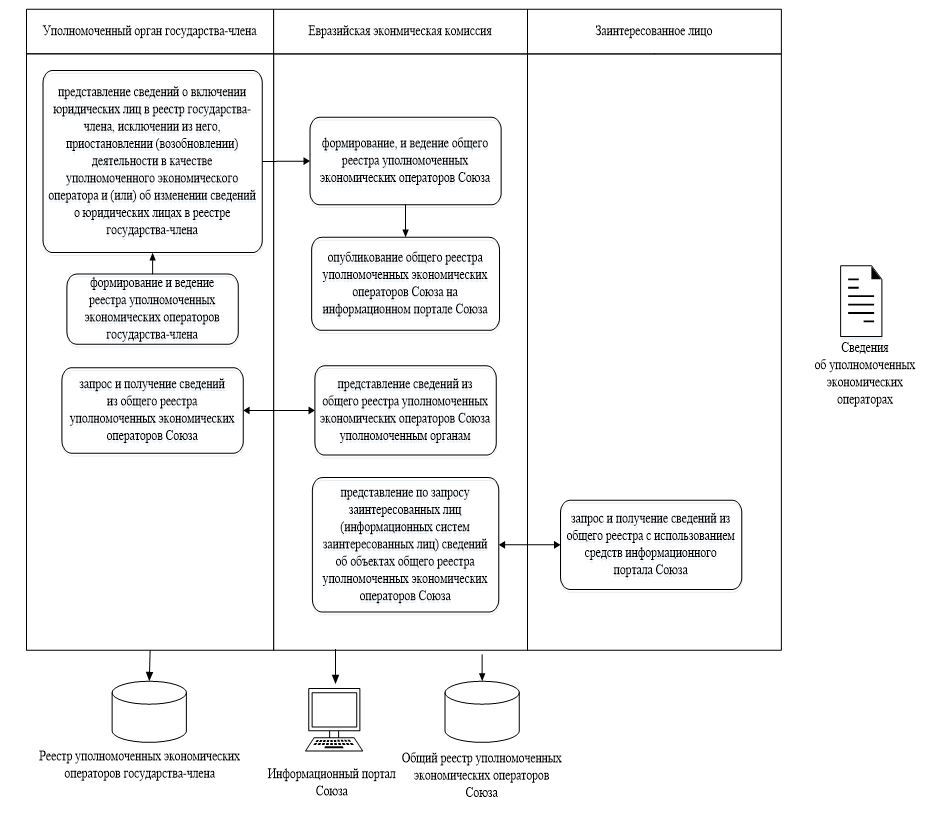 Уполномоченный орган государства-члена
Евразийская эконмическая комиссия
Заинтересованное лицо
представление сведений о включении
юридических лиц в реестр государства-
члена, исключении из него,
приостановлении (возобновлении)
деятельности в качестве
уполномоченного экономического
оператора и (или) об изменении сведений
о юридических лицах в реестре
государства-члена
формирование, и ведение общего
реестра уполномоченных
экономических операторов Союза
формирование и ведение
реестра уполномоченных
экономических операторов
государства-члена
опубликование общего реестра
уполномоченных экономических
операторов Союза на
информационном портале Союза
Сведения
об уполномоченных
экономических
операторах
запрос и получение сведений
из общего реестра
уполномоченных экономических
операторов Союза
представление сведений из
общего реестра уполномоченных
экономических операторов Союза
уполномоченным органам
представление по запросу
заинтересованных лиц
(информационных систем
заинтересованных лиц) сведений
об объектах общего реестра
уполномоченных экономических
операторов Союза
запрос и получение сведений из
общего реестра с использованием
средств информационного
портала Союза
Реестр уполномоченных экономических
операторов государства-члена
Информационный портал
Союза
Общий реестр уполномоченных
экономических операторов
Союза